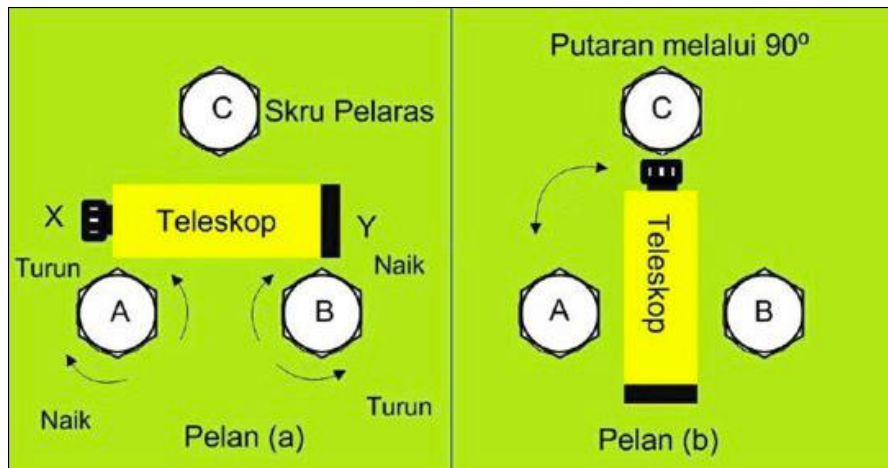 C
Skru Pelaras
X
Teleskop
Y
Turun
Naik
A
B
Naik
Turun
Pelan (a)
Putaran melalui 90º
C
Teleskop
A
B
Pelan (b)